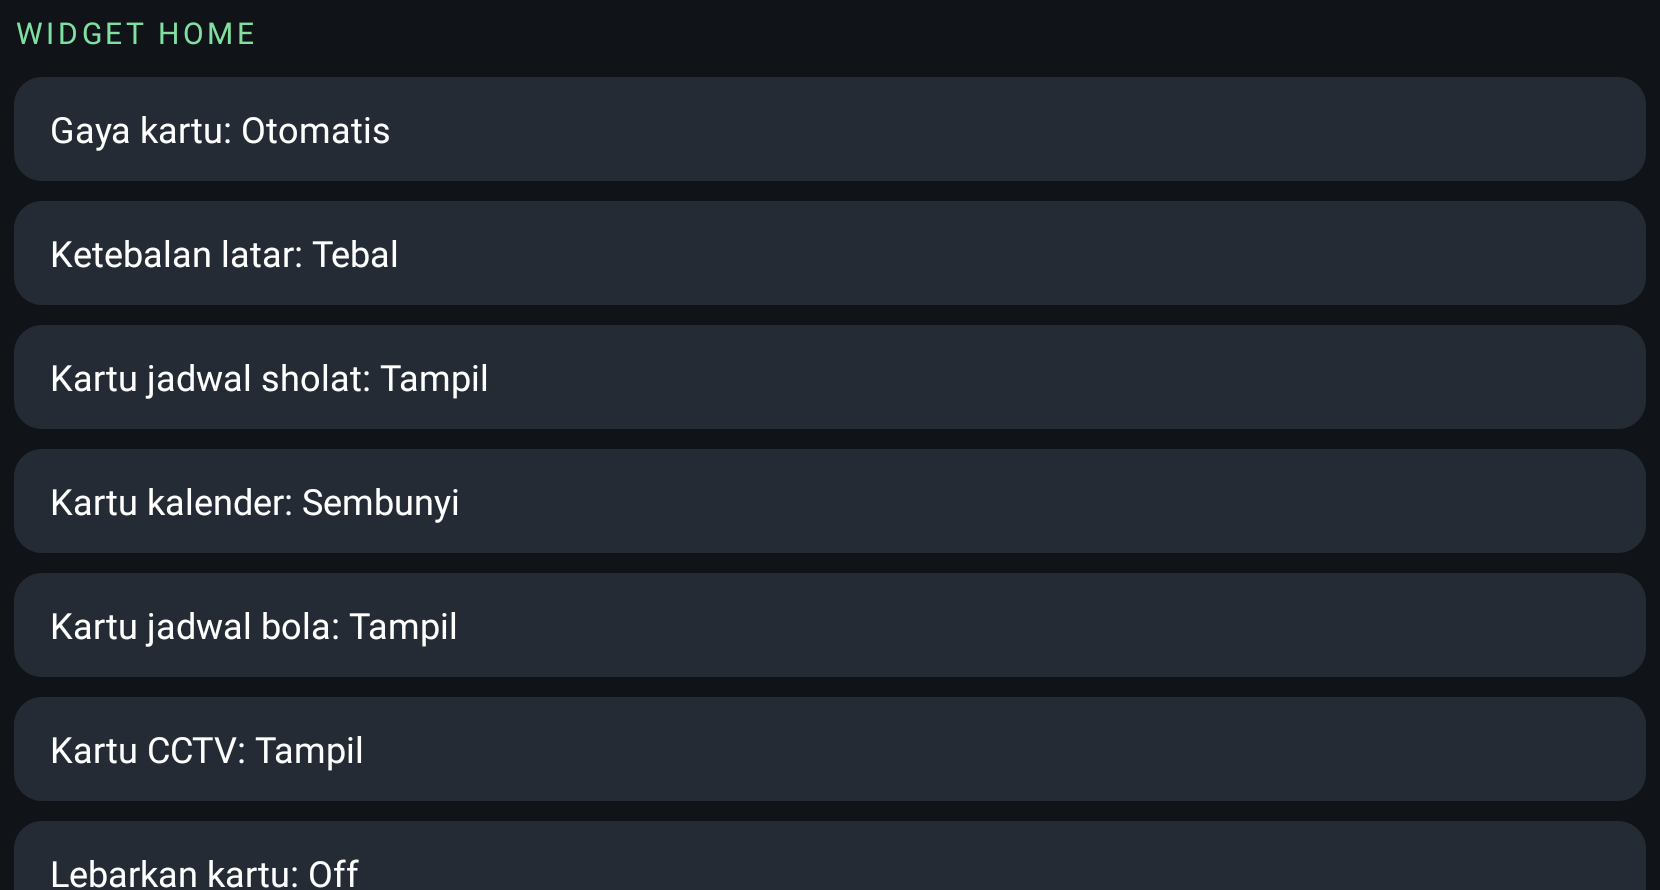 WIDGET HOME
Gaya kartu: Otomatis
Ketebalan latar: Tebal
Kartu jadwal sholat: Tampil
Kartu kalender: Sembunyi
Kartu jadwal bola: Tampil
Kartu CCTV: Tampil
Lebarkan kartu: Off